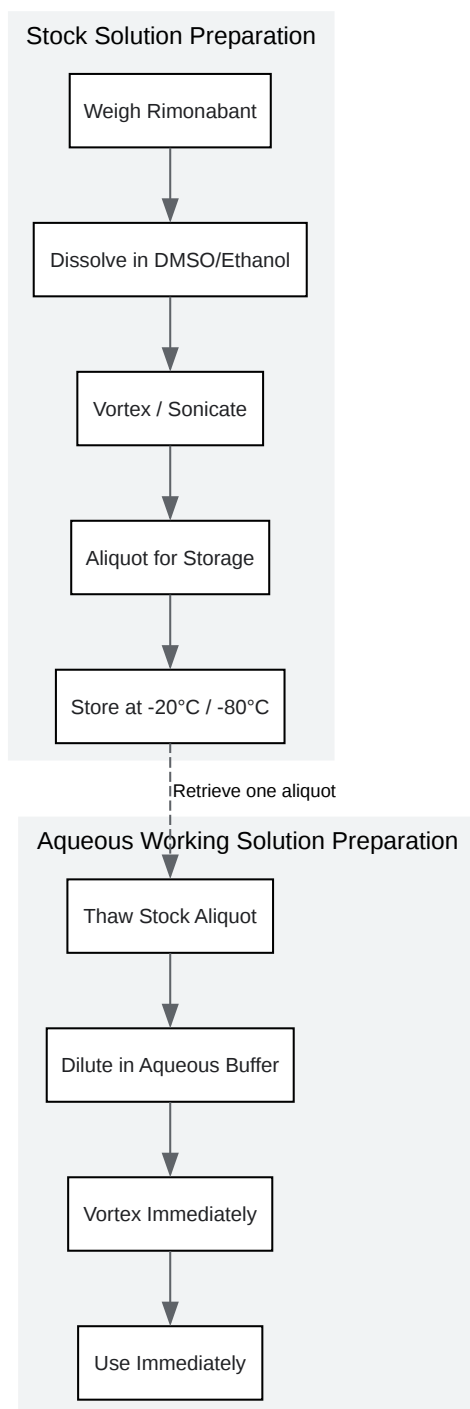 Stock Solution Preparation
Weigh Rimonabant
Dissolve in DMSO/Ethanol
Vortex / Sonicate
Aliquot for Storage
Store at -20°C / -80°C
Retrieve one aliquot
Aqueous Working Solution Preparation
Thaw Stock Aliquot
Dilute in Aqueous Buffer
Vortex Immediately
Use Immediately